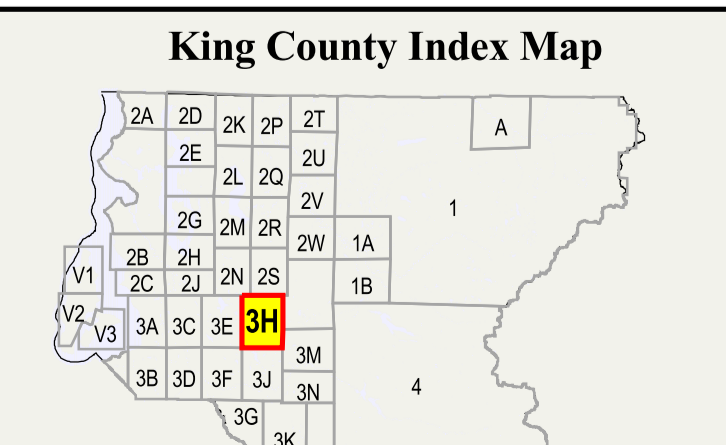 King County Index Map
2A 2D 2K 2P 2T A
2E 2U
2L 2Q
2V 1
2G 2M 2R
2W 1A
2B 2H
V1 2C 2J 2N 2S 1B
V2 V3 3A 3C 3E 3H
3M
3B 3D 3F 3J 3N 4
3G
3K